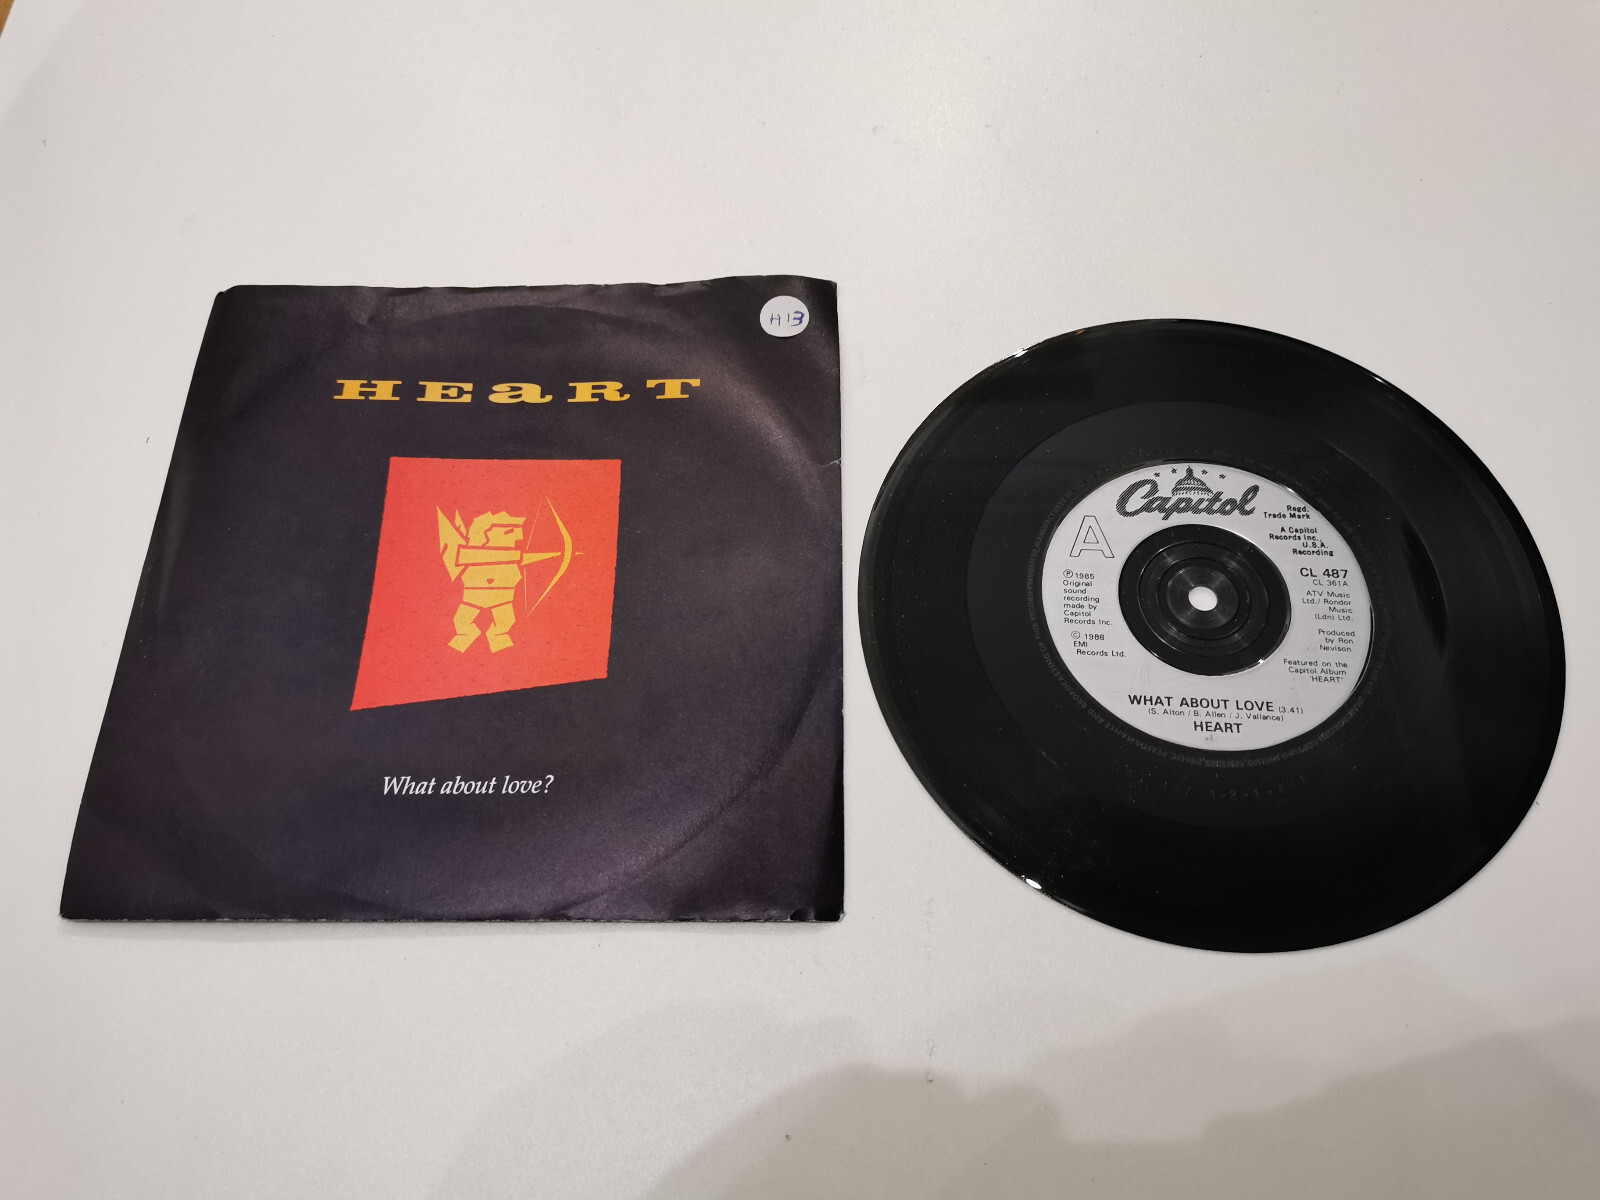 H13
HEaRT
What about love?
Capitol
Regd.
Trade Mark
A Capitol
Records Inc.,
U.S.A.
Recording
A
CL 487
CL 361A
ATV Music
Ltd./ Rondor
Music
(Ldn) Ltd.
Produced
by Ron
Nevison
Featured on the
Capitol Album
'HEART'
℗ 1985
Original
sound
recording
made by
Capitol
Records Inc.
© 1988
EMI
Records Ltd.
WHAT ABOUT LOVE (3.41)
(S. Alton / B. Allen / J. Vallance)
HEART